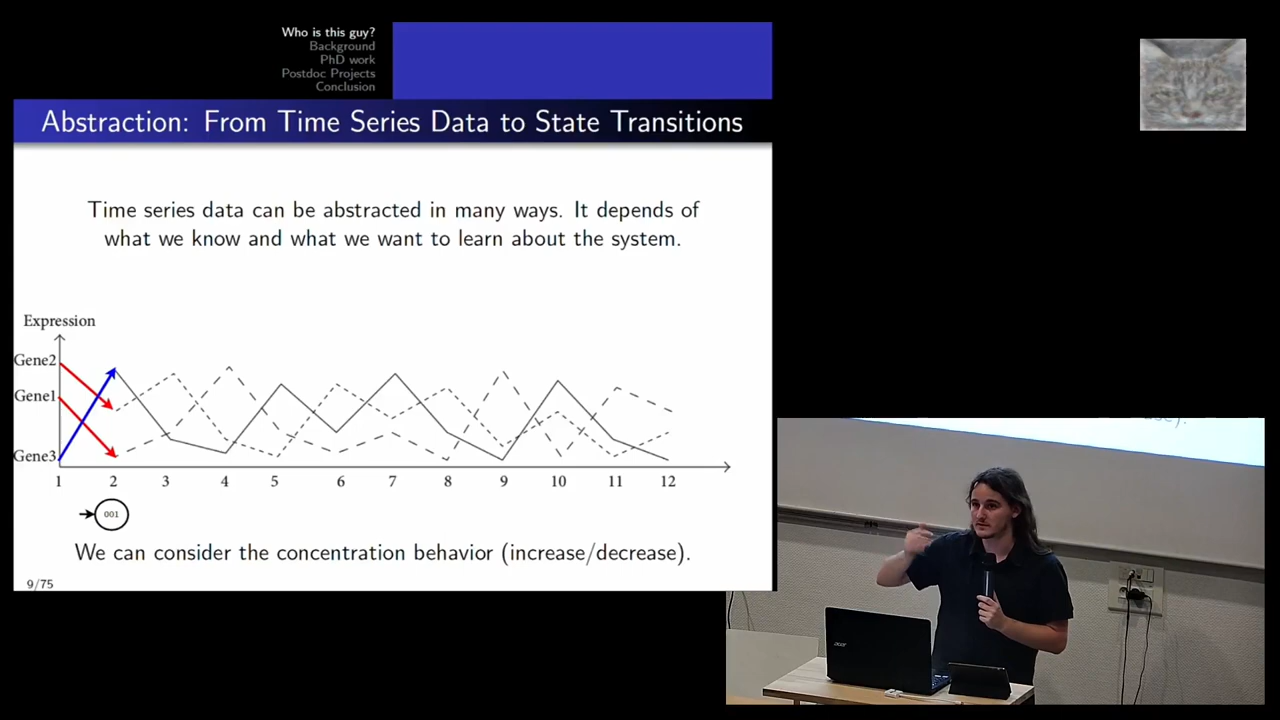 Who is this guy?
Background
PhD work
Postdoc Projects
Conclusion
Abstraction: From Time Series Data to State Transitions
Time series data can be abstracted in many ways. It depends of
what we know and what we want to learn about the system.
Expression
Gene2
Gene1
Gene3
1 2 3 4 5 6 7 8 9 10 11 12
001
We can consider the concentration behavior (increase/decrease).
9/75
acer